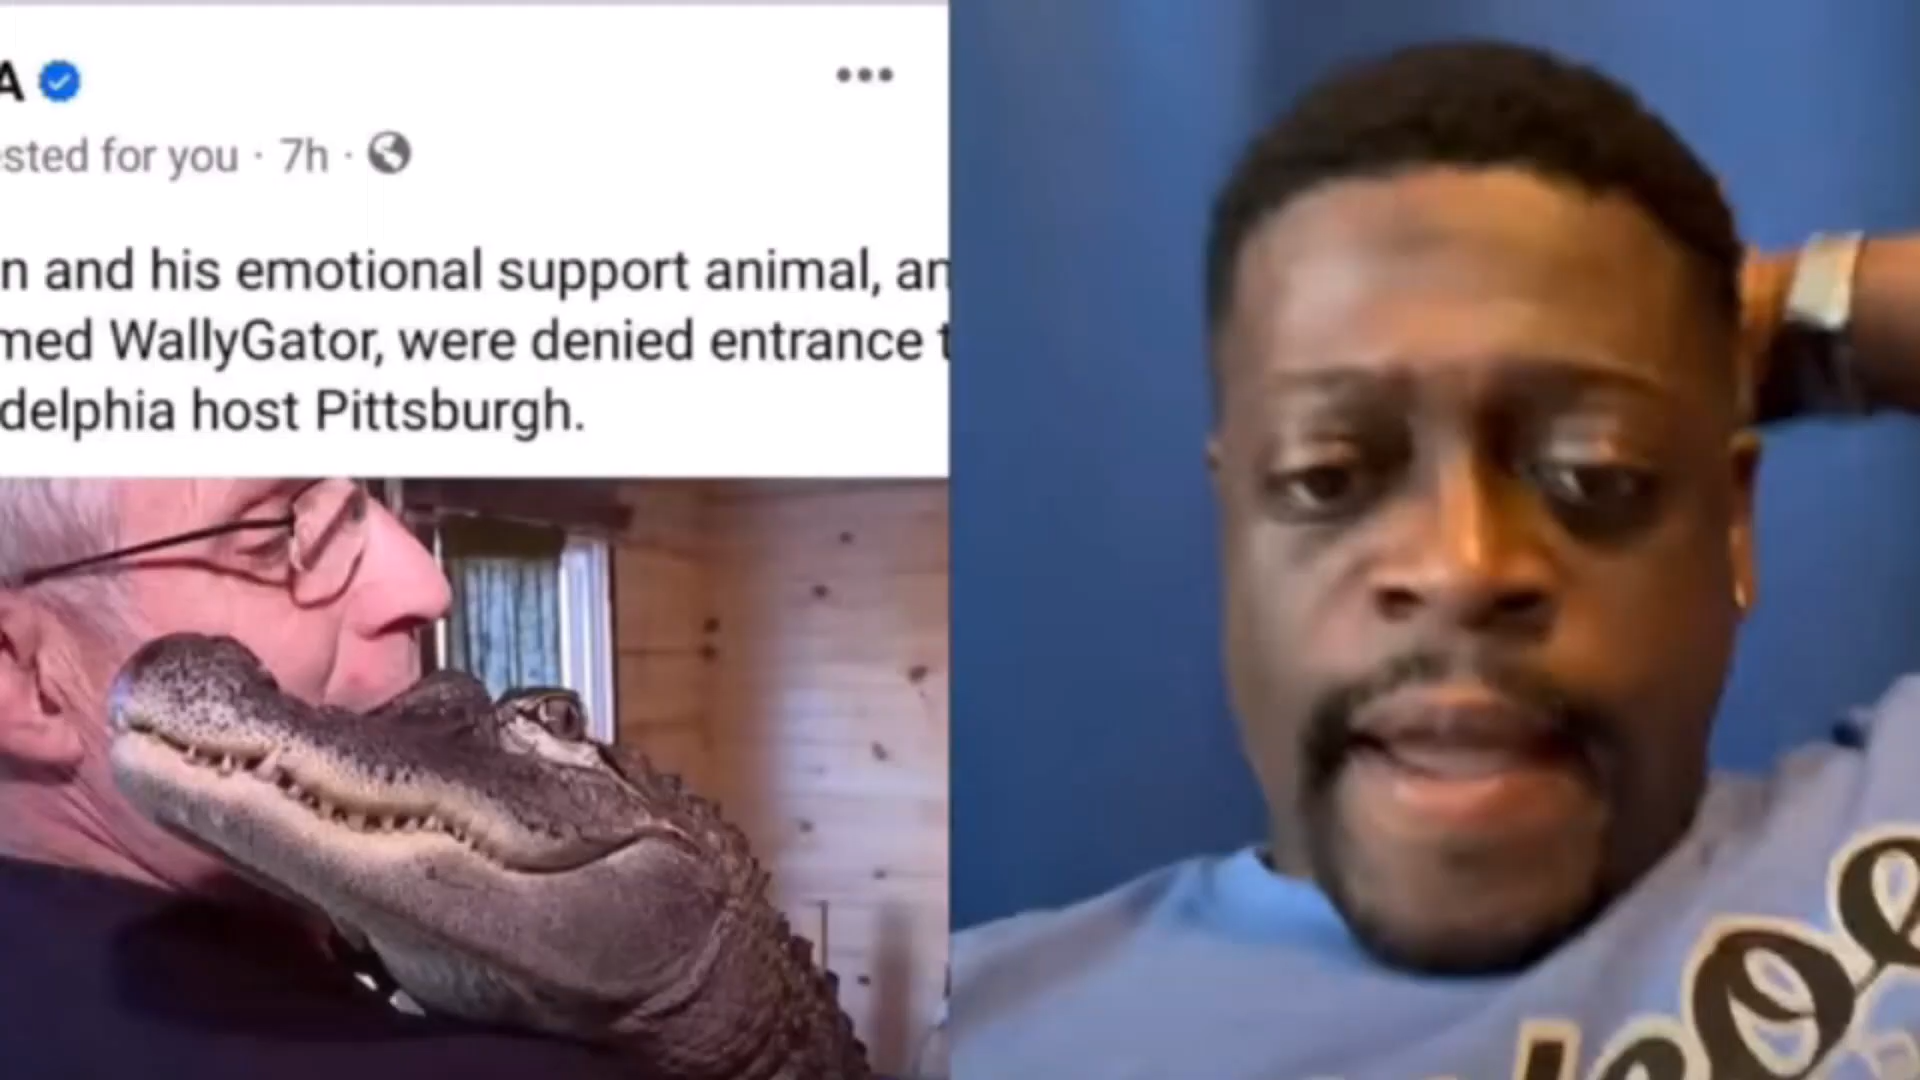 A
sted for you · 7h ·
n and his emotional support animal, an
med WallyGator, were denied entrance t
delphia host Pittsburgh.